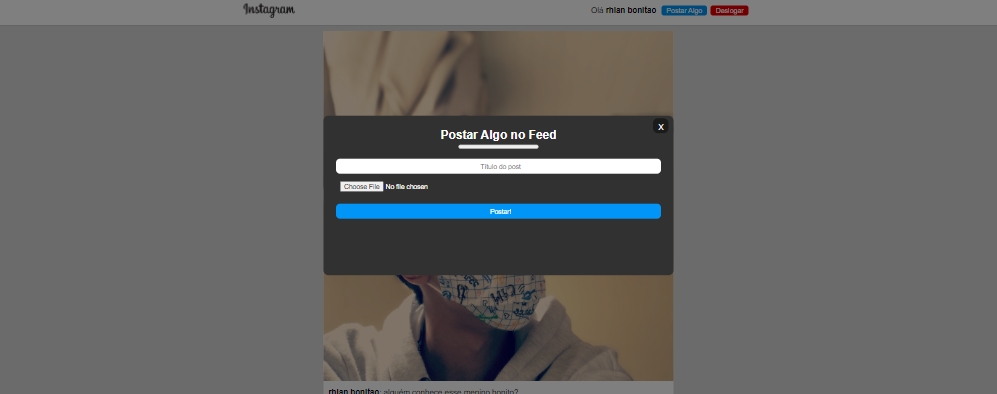 Instagram
Olá rhian bonitao Postar Algo Deslogar
x
Postar Algo no Feed
Título do post
Choose File No file chosen
Postar!
rhian bonitao: alguém conhece esse menino bonito?